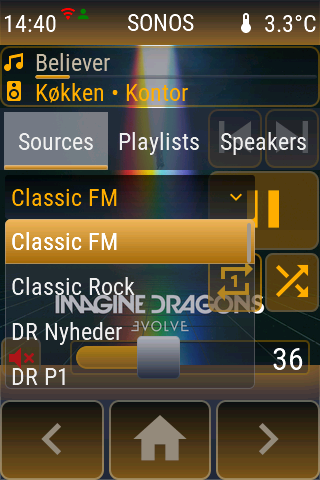 14:40 SONOS 3.3°C
Believer
Køkken • Kontor
Sources Playlists Speakers
Classic FM
Classic FM
1
Classic Rock
IMAGINE DRAGONS
EVOLVE
DR Nyheder
36
DR P1